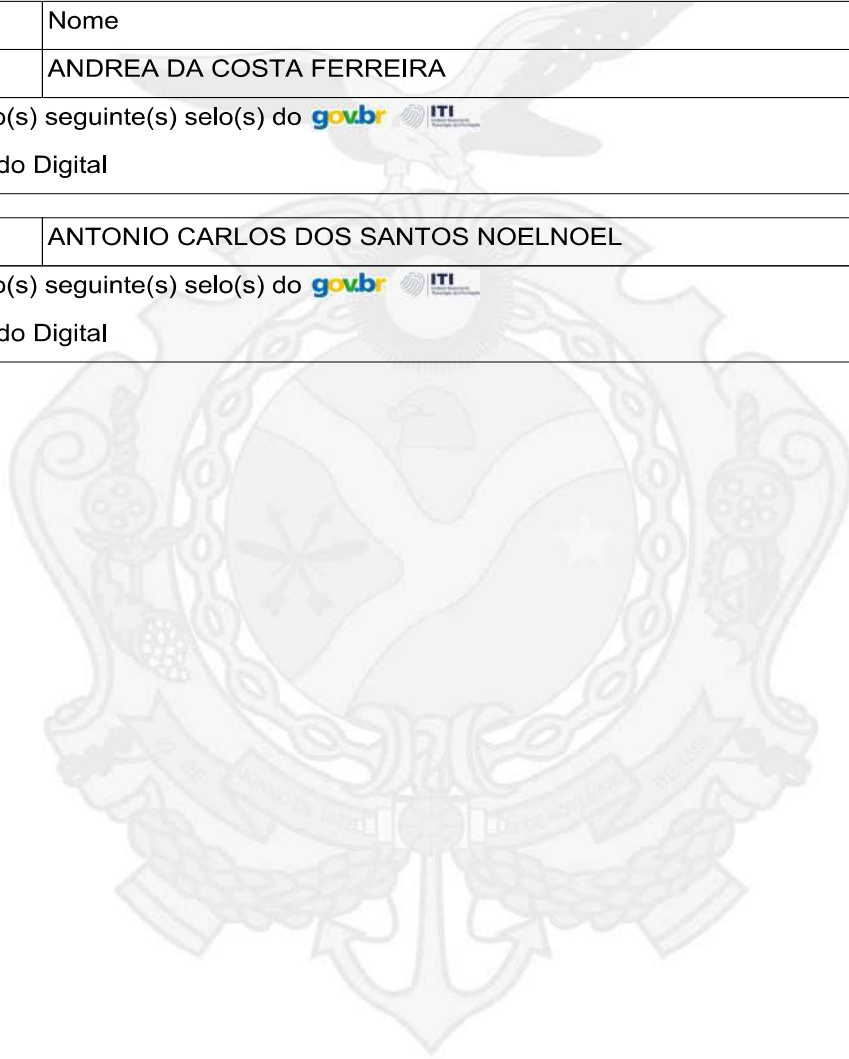 Nome
ANDREA DA COSTA FERREIRA
o(s) seguinte(s) selo(s) do gov.br ITI
do Digital
ANTONIO CARLOS DOS SANTOS NOELNOEL
o(s) seguinte(s) selo(s) do gov.br ITI
do Digital